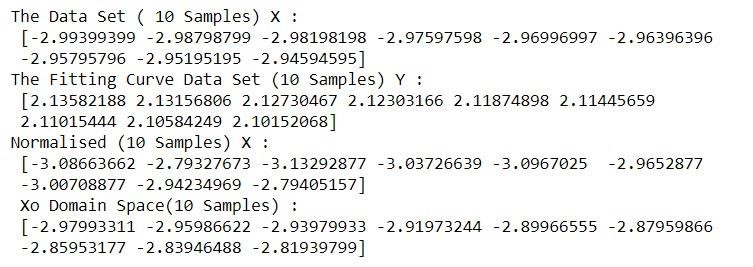 The Data Set ( 10 Samples) X :
[-2.99399399 -2.98798799 -2.98198198 -2.97597598 -2.96996997 -2.96396396
-2.95795796 -2.95195195 -2.94594595]
The Fitting Curve Data Set (10 Samples) Y :
[2.13582188 2.13156806 2.12730467 2.12303166 2.11874898 2.11445659
2.11015444 2.10584249 2.10152068]
Normalised (10 Samples) X :
[-3.08663662 -2.79327673 -3.13292877 -3.03726639 -3.0967025 -2.9652877
-3.00708877 -2.94234969 -2.79405157]
Xo Domain Space(10 Samples) :
[-2.97993311 -2.95986622 -2.93979933 -2.91973244 -2.89966555 -2.87959866
-2.85953177 -2.83946488 -2.81939799]